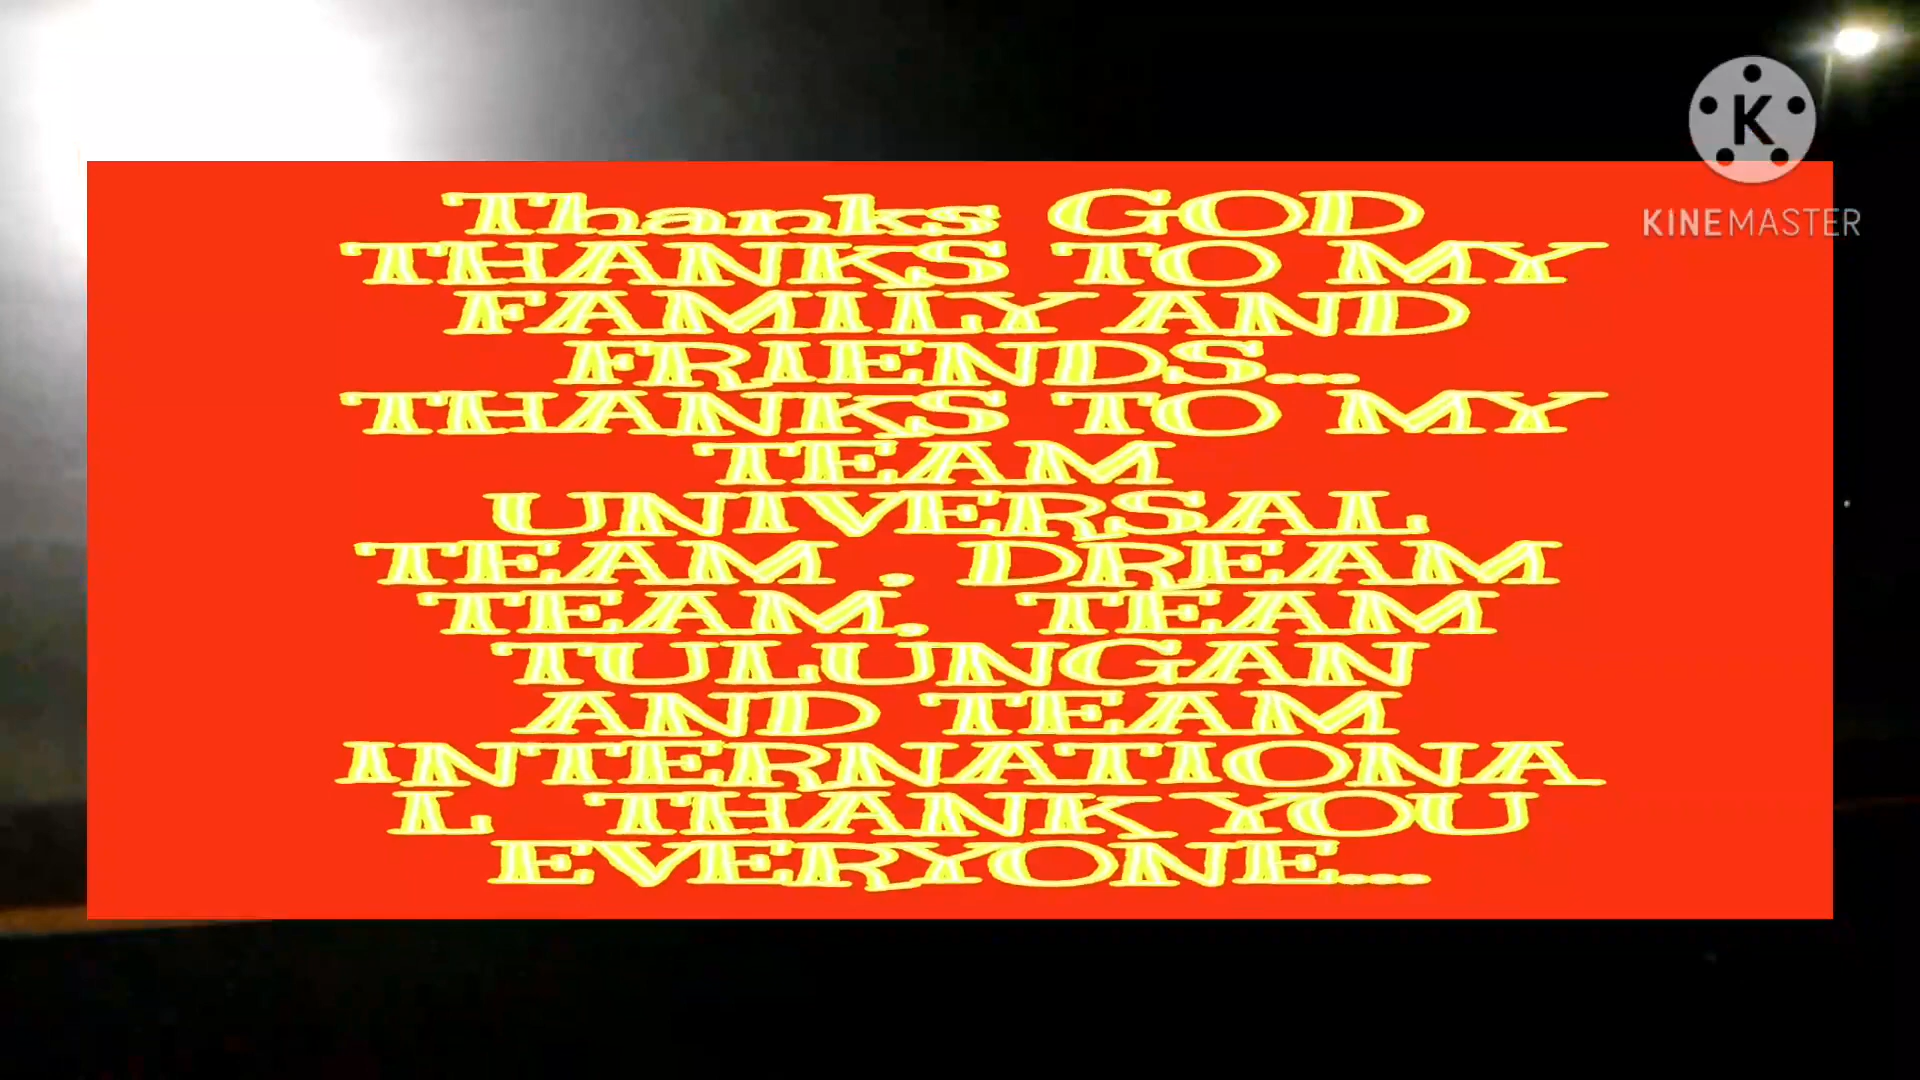 Thanks GOD
THANKS TO MY
FAMILY AND
FRIENDS...
THANKS TO MY
TEAM
UNIVERSAL
TEAM . DREAM
TEAM. TEAM
TULUNGAN
AND TEAM
INTERNATIONA
L THANK YOU
EVERYONE...
K
KINEMASTER